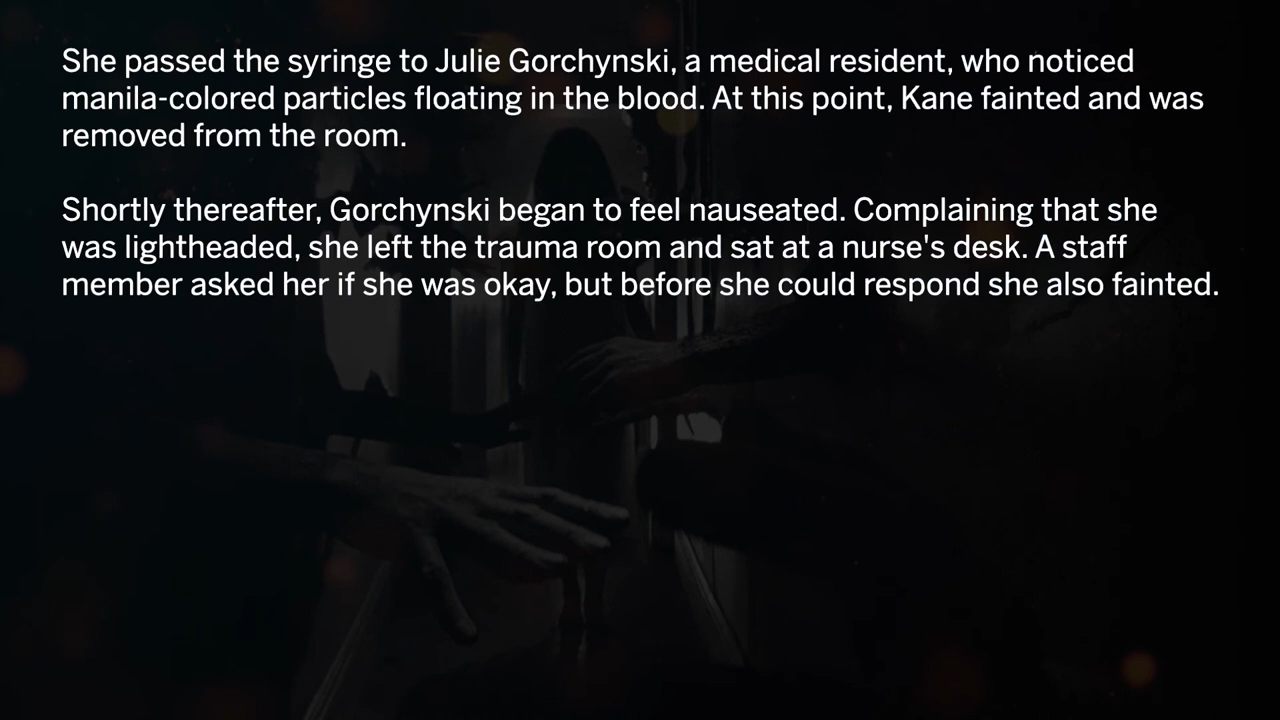 She passed the syringe to Julie Gorchynski, a medical resident, who noticed
manila-colored particles floating in the blood. At this point, Kane fainted and was
removed from the room.
Shortly thereafter, Gorchynski began to feel nauseated. Complaining that she
was lightheaded, she left the trauma room and sat at a nurse's desk. A staff
member asked her if she was okay, but before she could respond she also fainted.